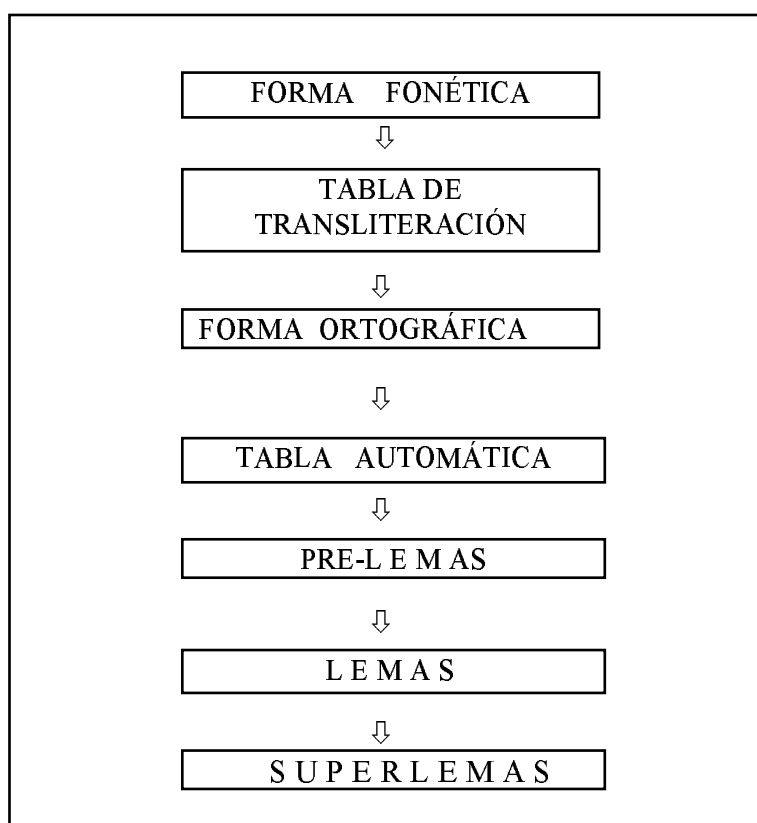 FORMA FONÉTICA
TABLA DE
TRANSLITERACIÓN
FORMA ORTOGRÁFICA
TABLA AUTOMÁTICA
PRE-L E M AS
L E M A S
S U P E R L E M A S